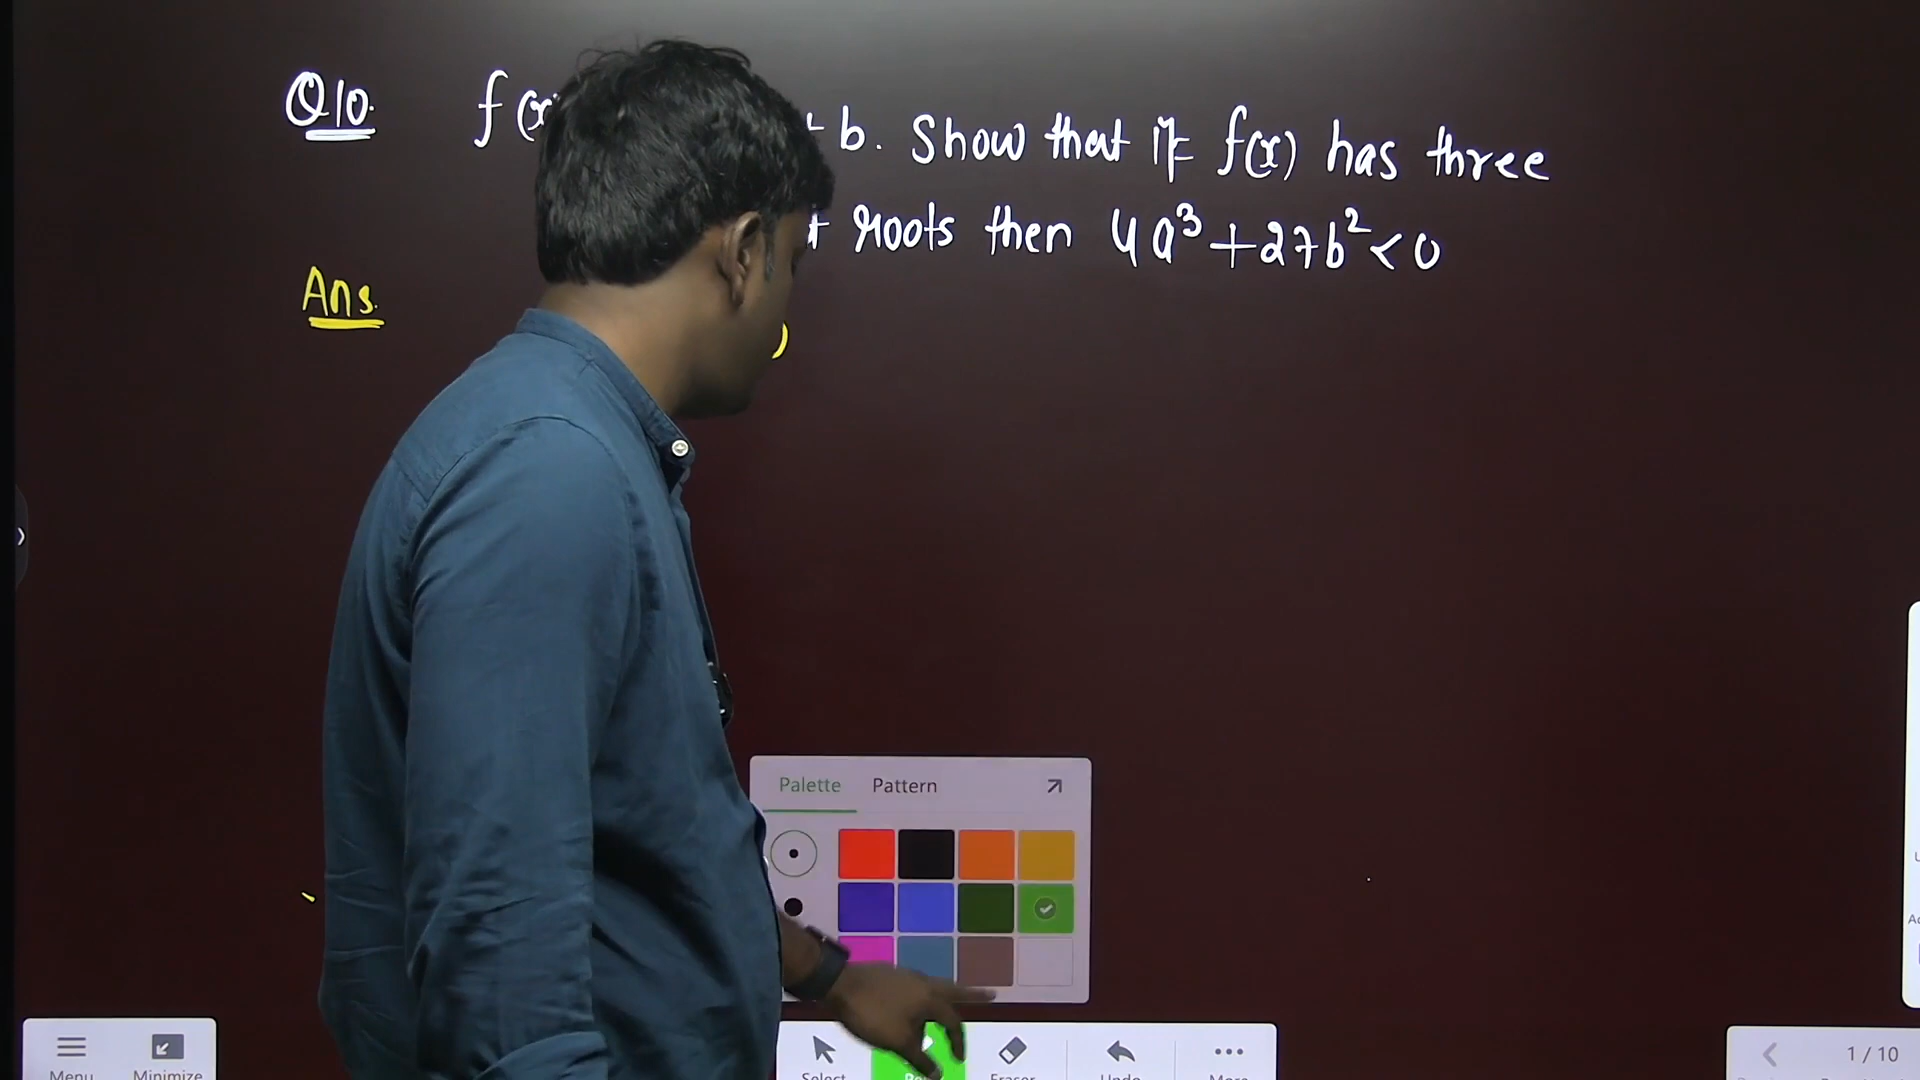 Q10. f(x + b. Show that if f(x) has three
roots then 4a³+27b²<0
Ans.
)
Palette Pattern
Menu Minimize Select Eraser Undo More
1 / 10